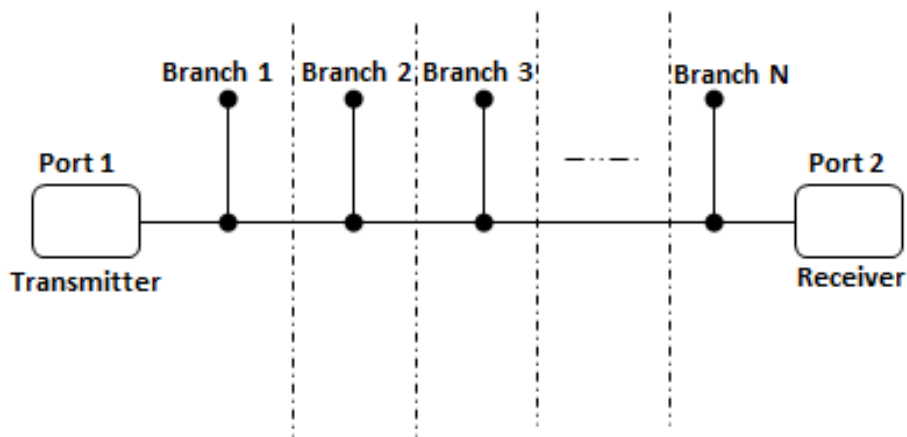 Branch 1 Branch 2 Branch 3 Branch N
Port 1 Port 2
Transmitter Receiver